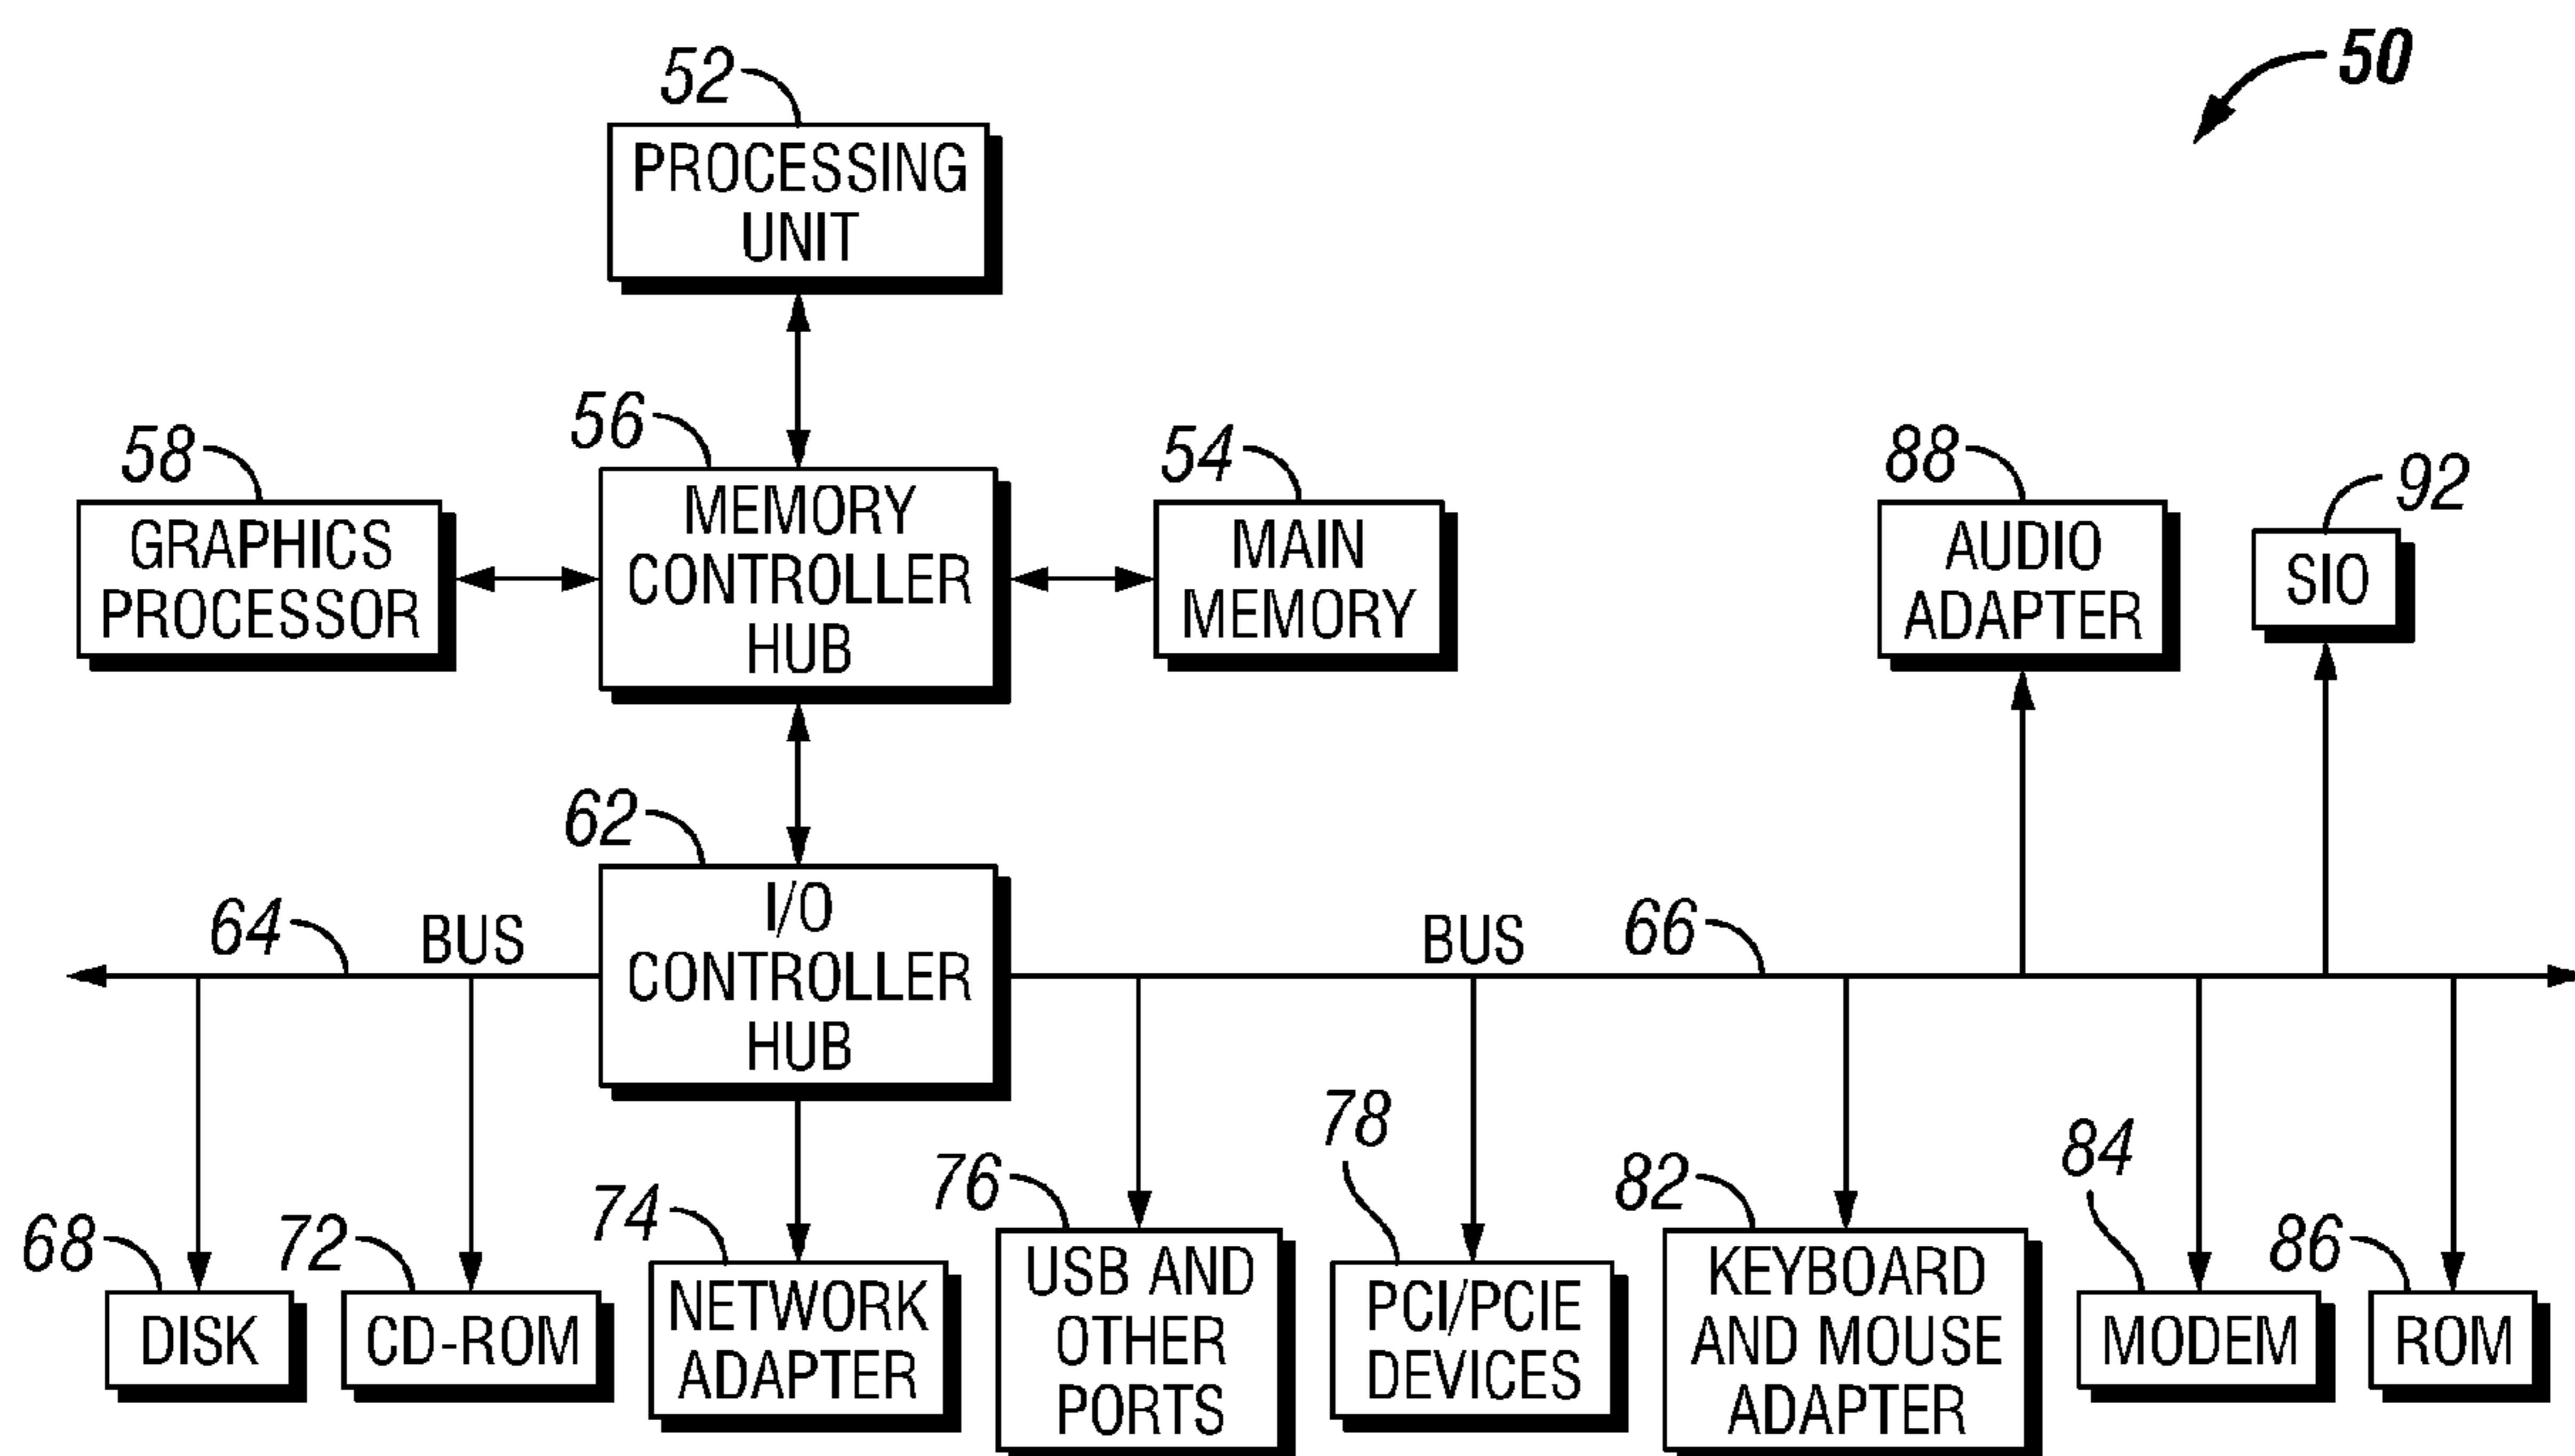 50
52
PROCESSING
UNIT
56
MEMORY
CONTROLLER
HUB
58
GRAPHICS
PROCESSOR
54
MAIN
MEMORY
88
AUDIO
ADAPTER
92
SIO
62
I/O
CONTROLLER
HUB
64
BUS
BUS
66
68
DISK
72
CD-ROM
74
NETWORK
ADAPTER
76
USB AND
OTHER
PORTS
78
PCI/PCIE
DEVICES
82
KEYBOARD
AND MOUSE
ADAPTER
84
MODEM
86
ROM